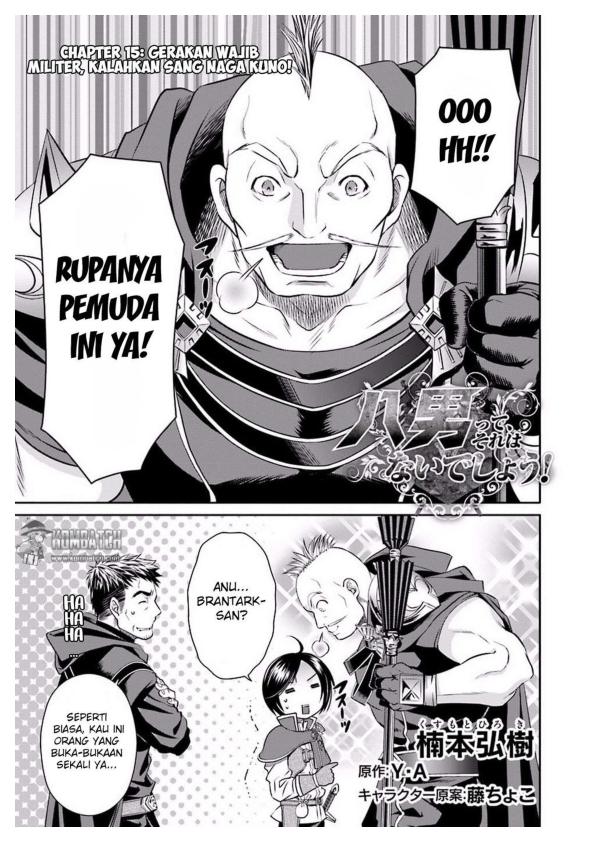 CHAPTER 15: GERAKAN WAJIB
MILITER, KALAHKAN SANG NAGA KUNO!
OOO
HH!!
RUPANYA
PEMUDA
INI YA!
フスーッ
八男って、
それは
ないでしょう!
KOMBATCH
ANU...
BRANTARK-
SAN?
HA
HA
HA
...
フスーッ
SEPERTI
BIASA, KAU INI
ORANG YANG
BUKA-BUKAAN
SEKALI YA...
くすもとひろき
楠本弘樹
原作:Y・A
キャラクター原案:藤ちょこ